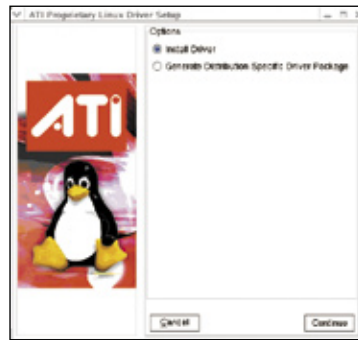 ATI Proprietary Linux Driver Setup
Options
Install Driver
Generate Distribution Specific Driver Package
ATI
Cancel
Continue